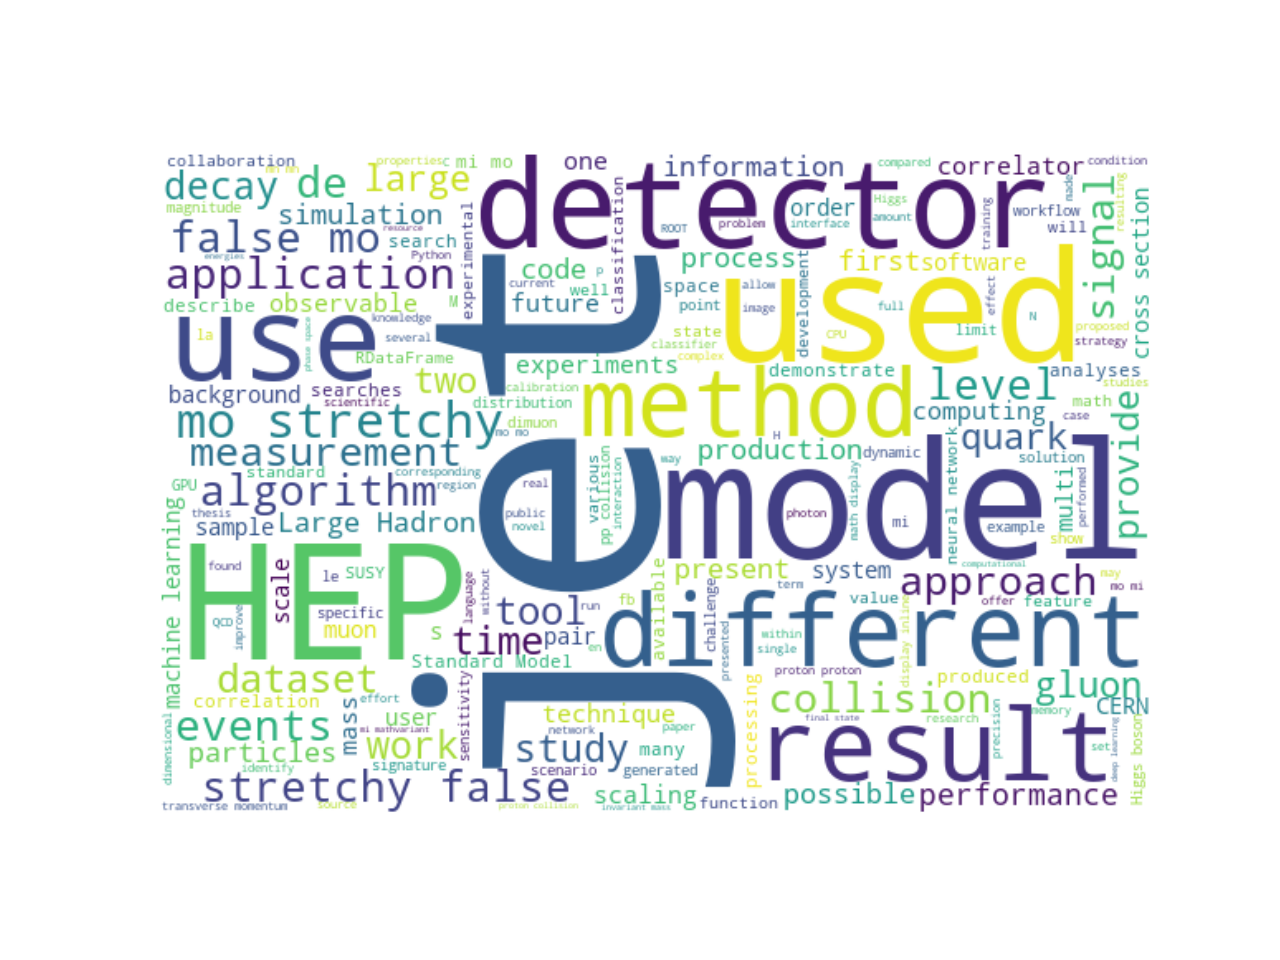 collaboration
properties
c
mi mo
one
information
compared
correlator
condition
decay
de
large
detector
magnitude
simulation
experimental
classification
ROOT
problem
order
interface
Higgs
amount
training
workflow
made
will
signal
resulting
cross section
false mo
resource
search
Python
energies
application
code
p
current
well
future
process
first
software
space
point
allow
image
development
full
effect
N
limit
proposed
strategy
describe
observable
M
use
la
phase space
knowledge
several
jet
used
CPU
state
classifier
complex
RDataFrame
experiments
demonstrate
level
analyses
studies
background
searches
scientific
two
calibration
distribution
dimuon
method
computing
math
case
mo stretchy
mo mo
measurement
production
H
dynamic
quark
solution
provide
standard
corresponding
region
various
pp collision
interaction
way
model
math display
neural network
multi
performed
GPU
algorithm
real
thesis
sample
Large Hadron
public
novel
photon
mi
example
show
machine learning
HEP
found
le
SUSY
scale
specific
muon
QCD
improve
language
without
available
present
system
computational
approach
may
mo mi
s
tool
run
fb
challenge
term
value
offer
feature
time
pair
en
different
within
single
presented
display inline
Standard Model
dataset
correlation
effort
sensitivity
proton proton
produced
gluon
memory
CERN
collision
events
mass
user
mi mathvariant
technique
network
paper
processing
final state
research
precision
set
deep learning
Higgs boson
dimensional
particles
identify
work
signature
study
many
scenario
generated
result
stretchy false
transverse momentum
source
proton collision
scaling
invariant mass
function
possible
performance